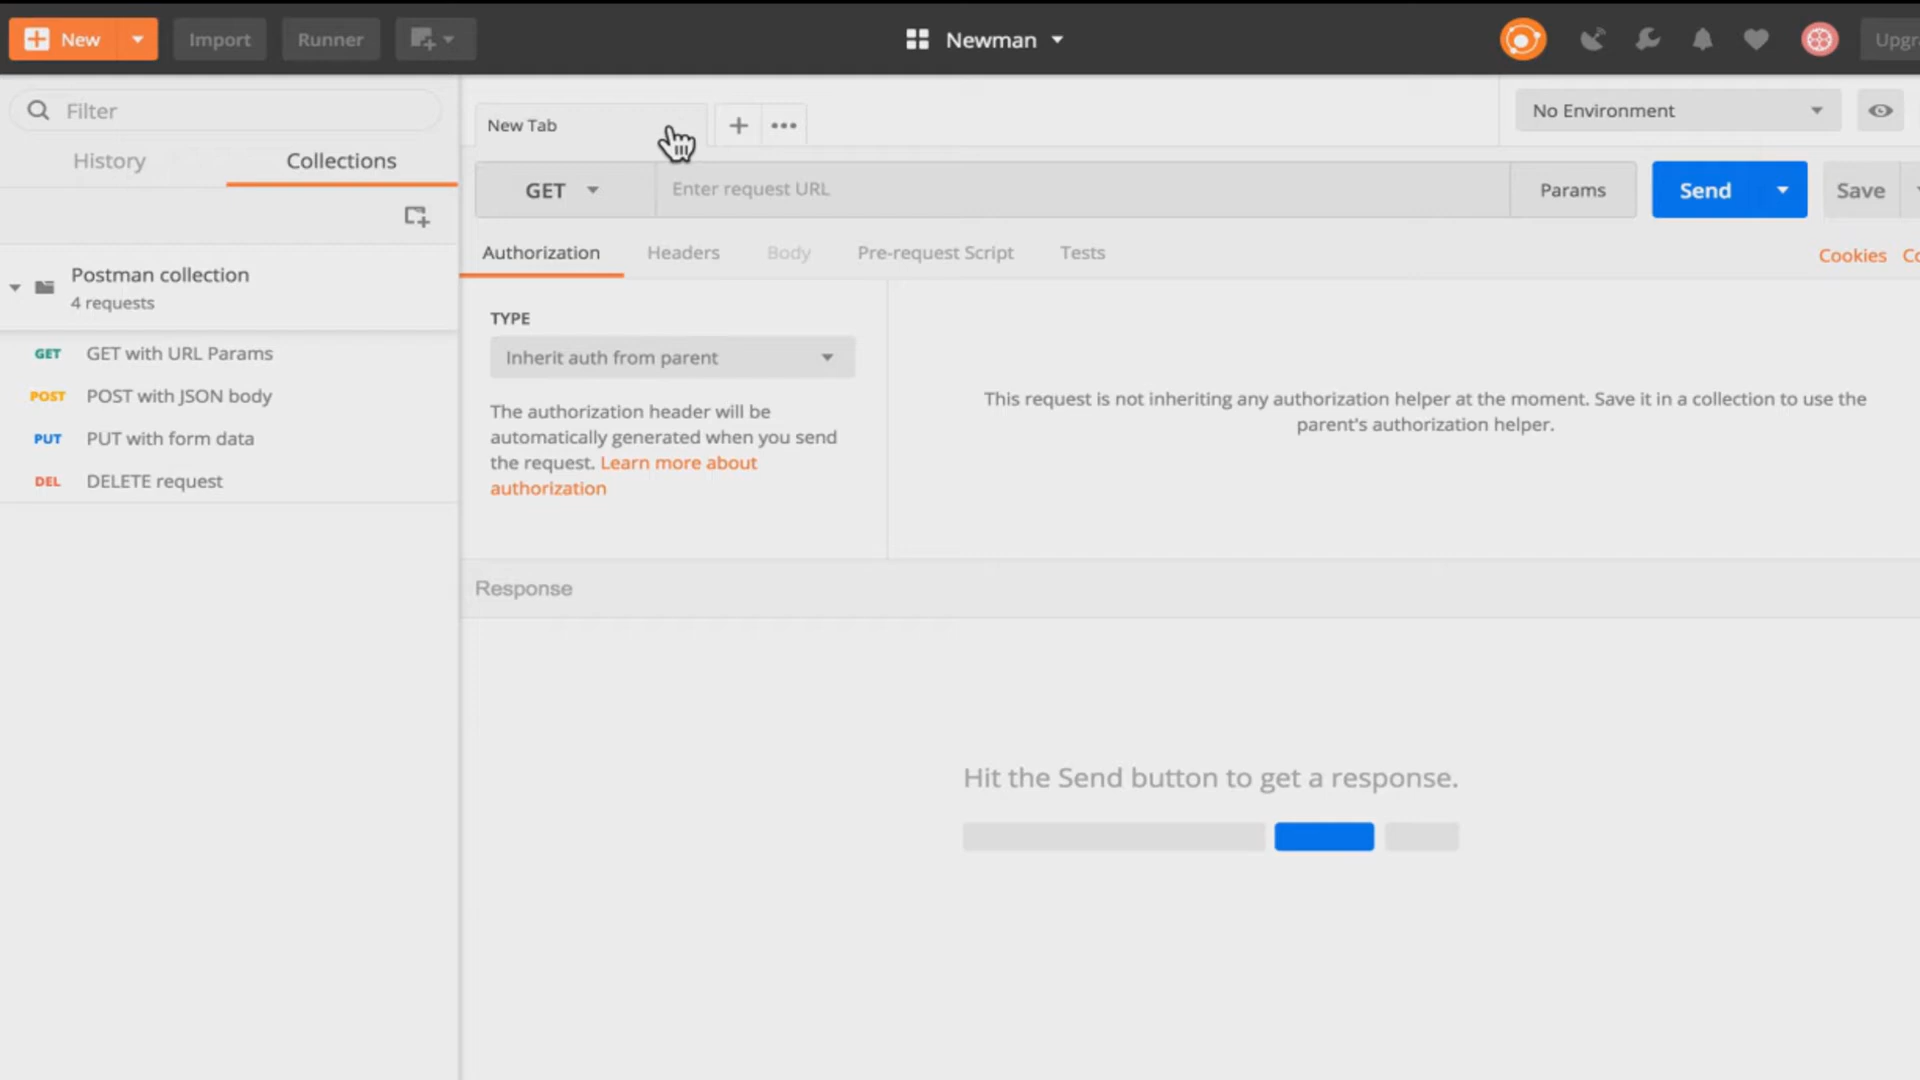 New
Import
Runner
Newman
Upgr
Filter
History
Collections
Postman collection
4 requests
GET GET with URL Params
POST POST with JSON body
PUT PUT with form data
DEL DELETE request
New Tab
No Environment
GET
Enter request URL
Params
Send
Save
Authorization
Headers
Body
Pre-request Script
Tests
Cookies
Co
TYPE
Inherit auth from parent
The authorization header will be
automatically generated when you send
the request. Learn more about
authorization
This request is not inheriting any authorization helper at the moment. Save it in a collection to use the
parent's authorization helper.
Response
Hit the Send button to get a response.